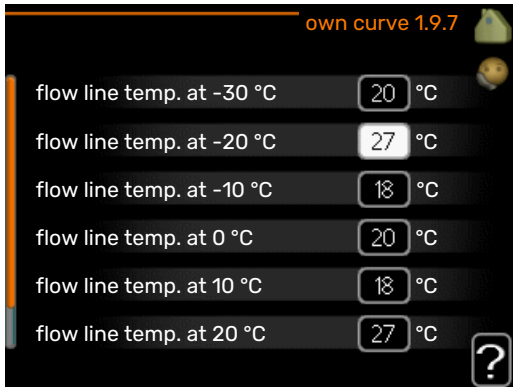 own curve 1.9.7
flow line temp. at -30 °C 20 °C
flow line temp. at -20 °C 27 °C
flow line temp. at -10 °C 18 °C
flow line temp. at 0 °C 20 °C
flow line temp. at 10 °C 18 °C
flow line temp. at 20 °C 27 °C
?